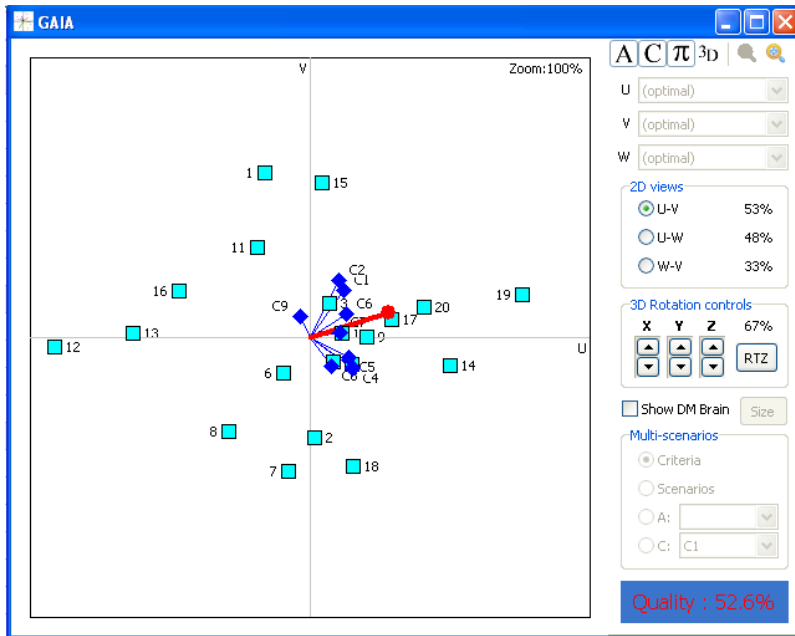 GAIA
V
Zoom:100%
A C π 3D
U (optimal)
V (optimal)
W (optimal)
2D views
U-V 53%
U-W 48%
W-V 33%
3D Rotation controls
X Y Z 67%
RTZ
Show DM Brain Size
Multi-scenarios
Criteria
Scenarios
A:
C: C1
Quality : 52.6%
1
15
11
16
C2
C1
19
C9
3
C6
20
17
13
12
9
U
6
C5
14
C4
8
2
7
18